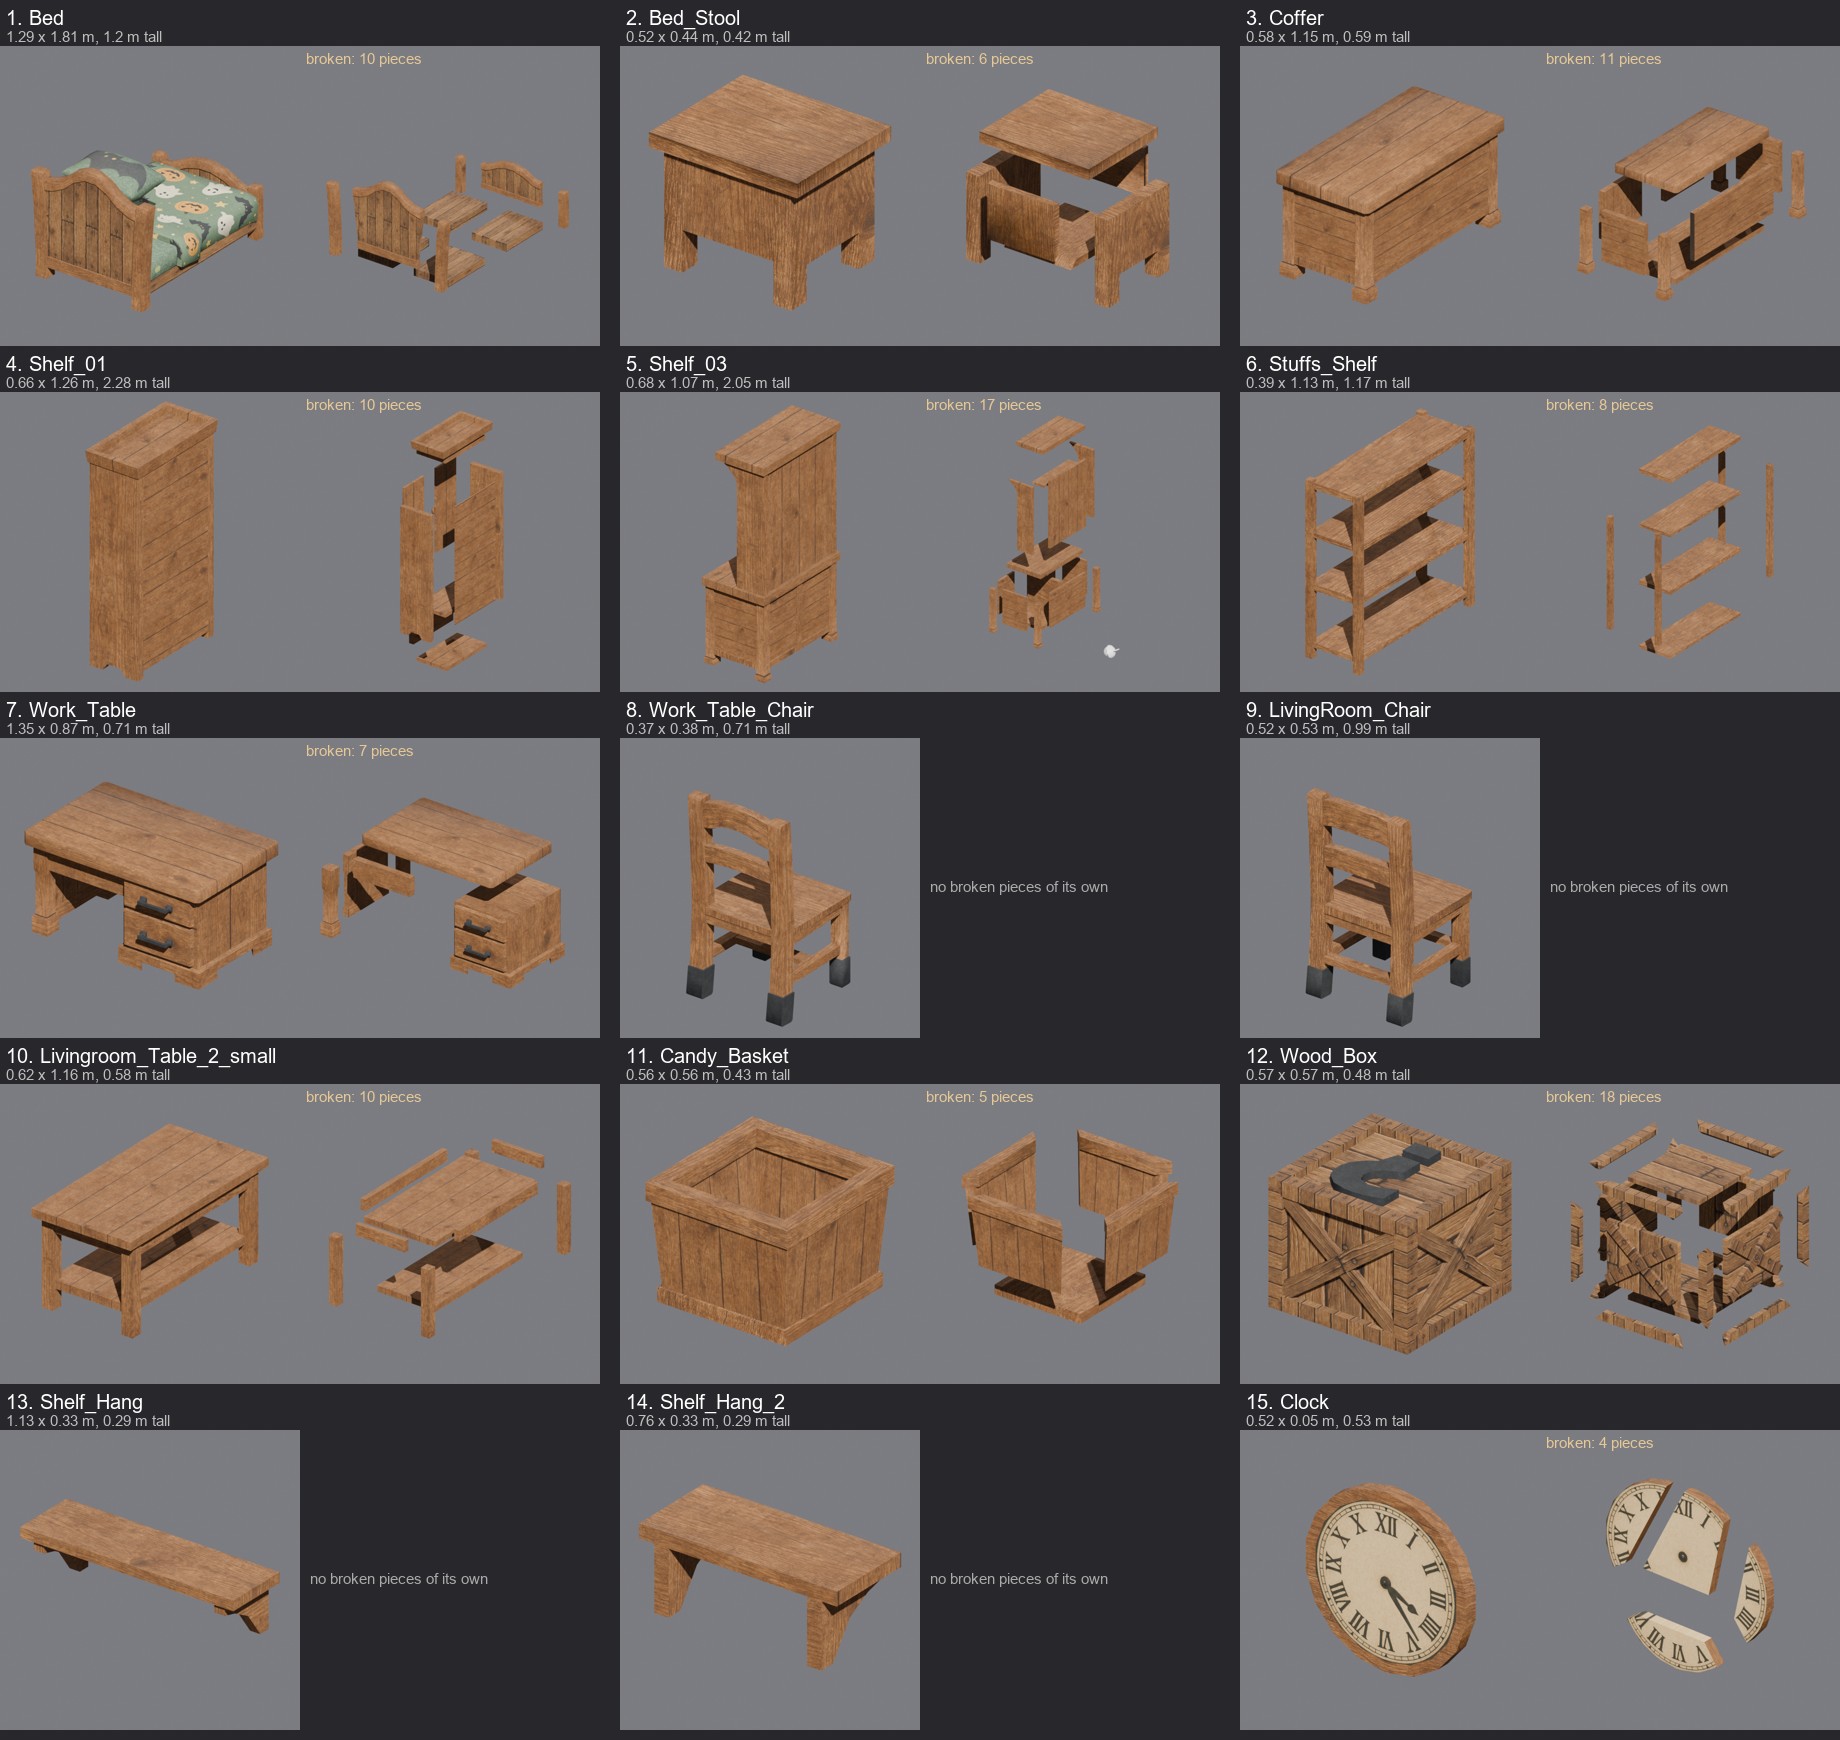 1. Bed
1.29 x 1.81 m, 1.2 m tall
broken: 10 pieces
2. Bed_Stool
0.52 x 0.44 m, 0.42 m tall
broken: 6 pieces
3. Coffer
0.58 x 1.15 m, 0.59 m tall
broken: 11 pieces
4. Shelf_01
0.66 x 1.26 m, 2.28 m tall
broken: 10 pieces
5. Shelf_03
0.68 x 1.07 m, 2.05 m tall
broken: 17 pieces
6. Stuffs_Shelf
0.39 x 1.13 m, 1.17 m tall
broken: 8 pieces
7. Work_Table
1.35 x 0.87 m, 0.71 m tall
broken: 7 pieces
8. Work_Table_Chair
0.37 x 0.38 m, 0.71 m tall
no broken pieces of its own
9. LivingRoom_Chair
0.52 x 0.53 m, 0.99 m tall
no broken pieces of its own
10. Livingroom_Table_2_small
0.62 x 1.16 m, 0.58 m tall
broken: 10 pieces
11. Candy_Basket
0.56 x 0.56 m, 0.43 m tall
broken: 5 pieces
12. Wood_Box
0.57 x 0.57 m, 0.48 m tall
broken: 18 pieces
13. Shelf_Hang
1.13 x 0.33 m, 0.29 m tall
no broken pieces of its own
14. Shelf_Hang_2
0.76 x 0.33 m, 0.29 m tall
no broken pieces of its own
15. Clock
0.52 x 0.05 m, 0.53 m tall
broken: 4 pieces